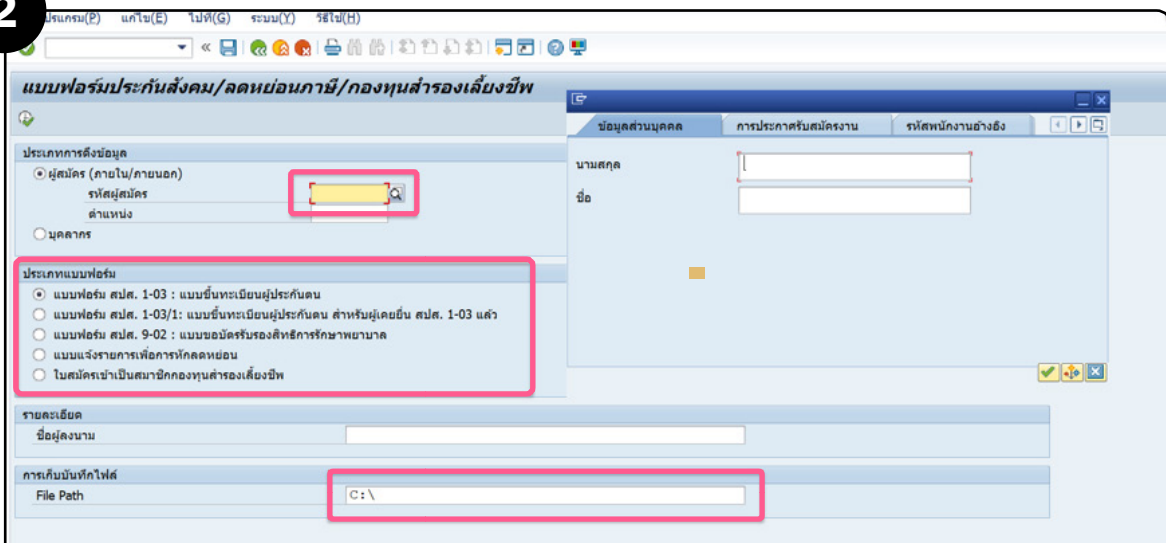 2
โปรแกรม(P) แก้ไข(E) ไปที่(G) ระบบ(Y) วิธีใช้(H)
แบบฟอร์มประกันสังคม/ลดหย่อนภาษี/กองทุนสำรองเลี้ยงชีพ
ข้อมูลส่วนบุคคล การประกาศรับสมัครงาน รหัสพนักงานอ้างอิง
นามสกุล
ชื่อ
ประเภทการดึงข้อมูล
ผู้สมัคร (ภายใน/ภายนอก)
รหัสผู้สมัคร
ตำแหน่ง
บุคลากร
ประเภทแบบฟอร์ม
แบบฟอร์ม สปส. 1-03 : แบบขึ้นทะเบียนผู้ประกันตน
แบบฟอร์ม สปส. 1-03/1: แบบขึ้นทะเบียนผู้ประกันตน สำหรับผู้เคยยื่น สปส. 1-03 แล้ว
แบบฟอร์ม สปส. 9-02 : แบบขอบัตรรับรองสิทธิการรักษาพยาบาล
แบบแจ้งรายการเพื่อการหักลดหย่อน
ใบสมัครเข้าเป็นสมาชิกกองทุนสำรองเลี้ยงชีพ
รายละเอียด
ชื่อผู้ลงนาม
การเก็บบันทึกไฟล์
File Path C:\